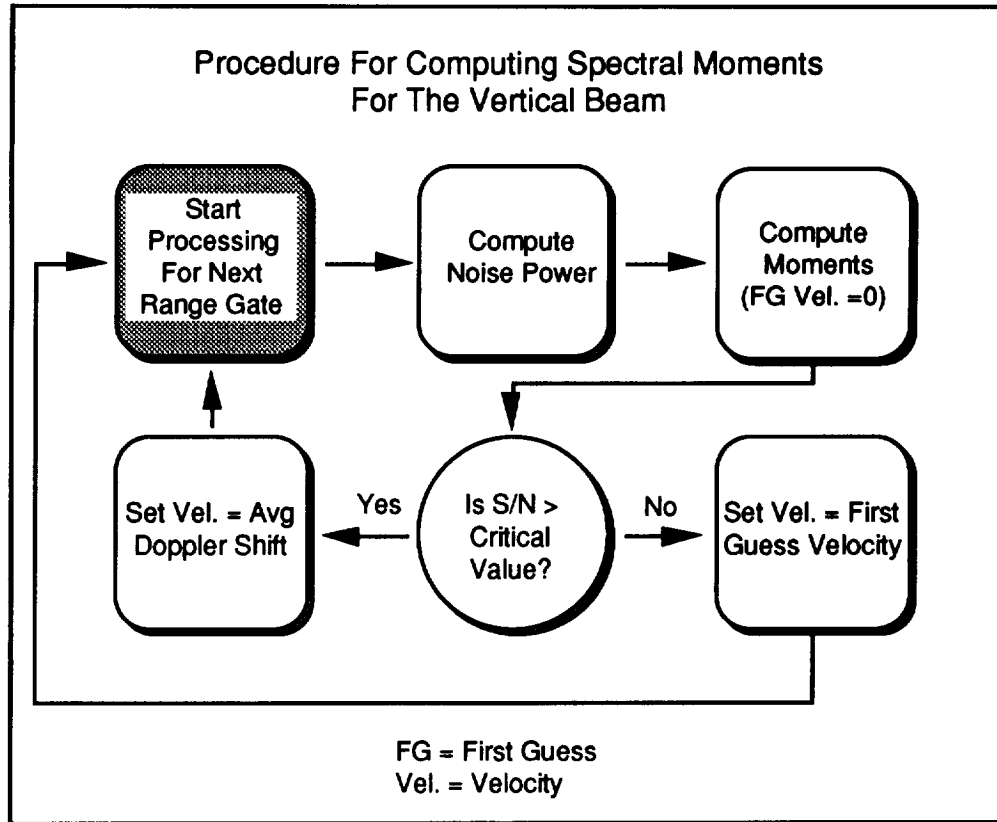 Procedure For Computing Spectral Moments
For The Vertical Beam
Start
Processing
For Next
Range Gate
Compute
Noise Power
Compute
Moments
(FG Vel. =0)
Set Vel. = Avg
Doppler Shift
Yes
Is S/N >
Critical
Value?
No
Set Vel. = First
Guess Velocity
FG = First Guess
Vel. = Velocity